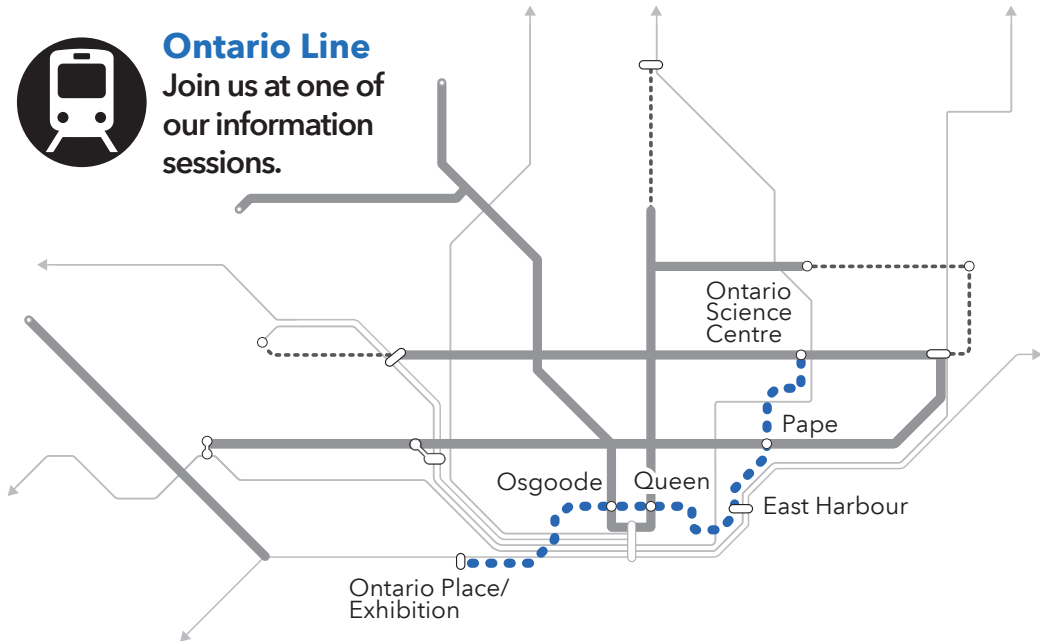 Ontario Line
Join us at one of
our information
sessions.
Ontario
Science
Centre
Pape
Osgoode
Queen
East Harbour
Ontario Place/
Exhibition